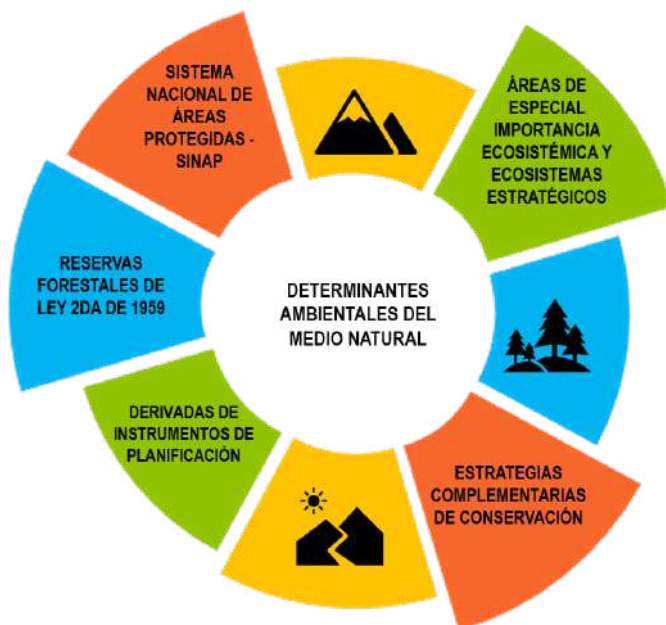 SISTEMA
NACIONAL DE
ÁREAS
PROTEGIDAS -
SINAP
ÁREAS DE
ESPECIAL
IMPORTANCIA
ECOSISTÉMICA Y
ECOSISTEMAS
ESTRATÉGICOS
RESERVAS
FORESTALES DE
LEY 2DA DE 1959
DETERMINANTES
AMBIENTALES DEL
MEDIO NATURAL
DERIVADAS DE
INSTRUMENTOS DE
PLANIFICACIÓN
ESTRATEGIAS
COMPLEMENTARIAS
DE CONSERVACIÓN